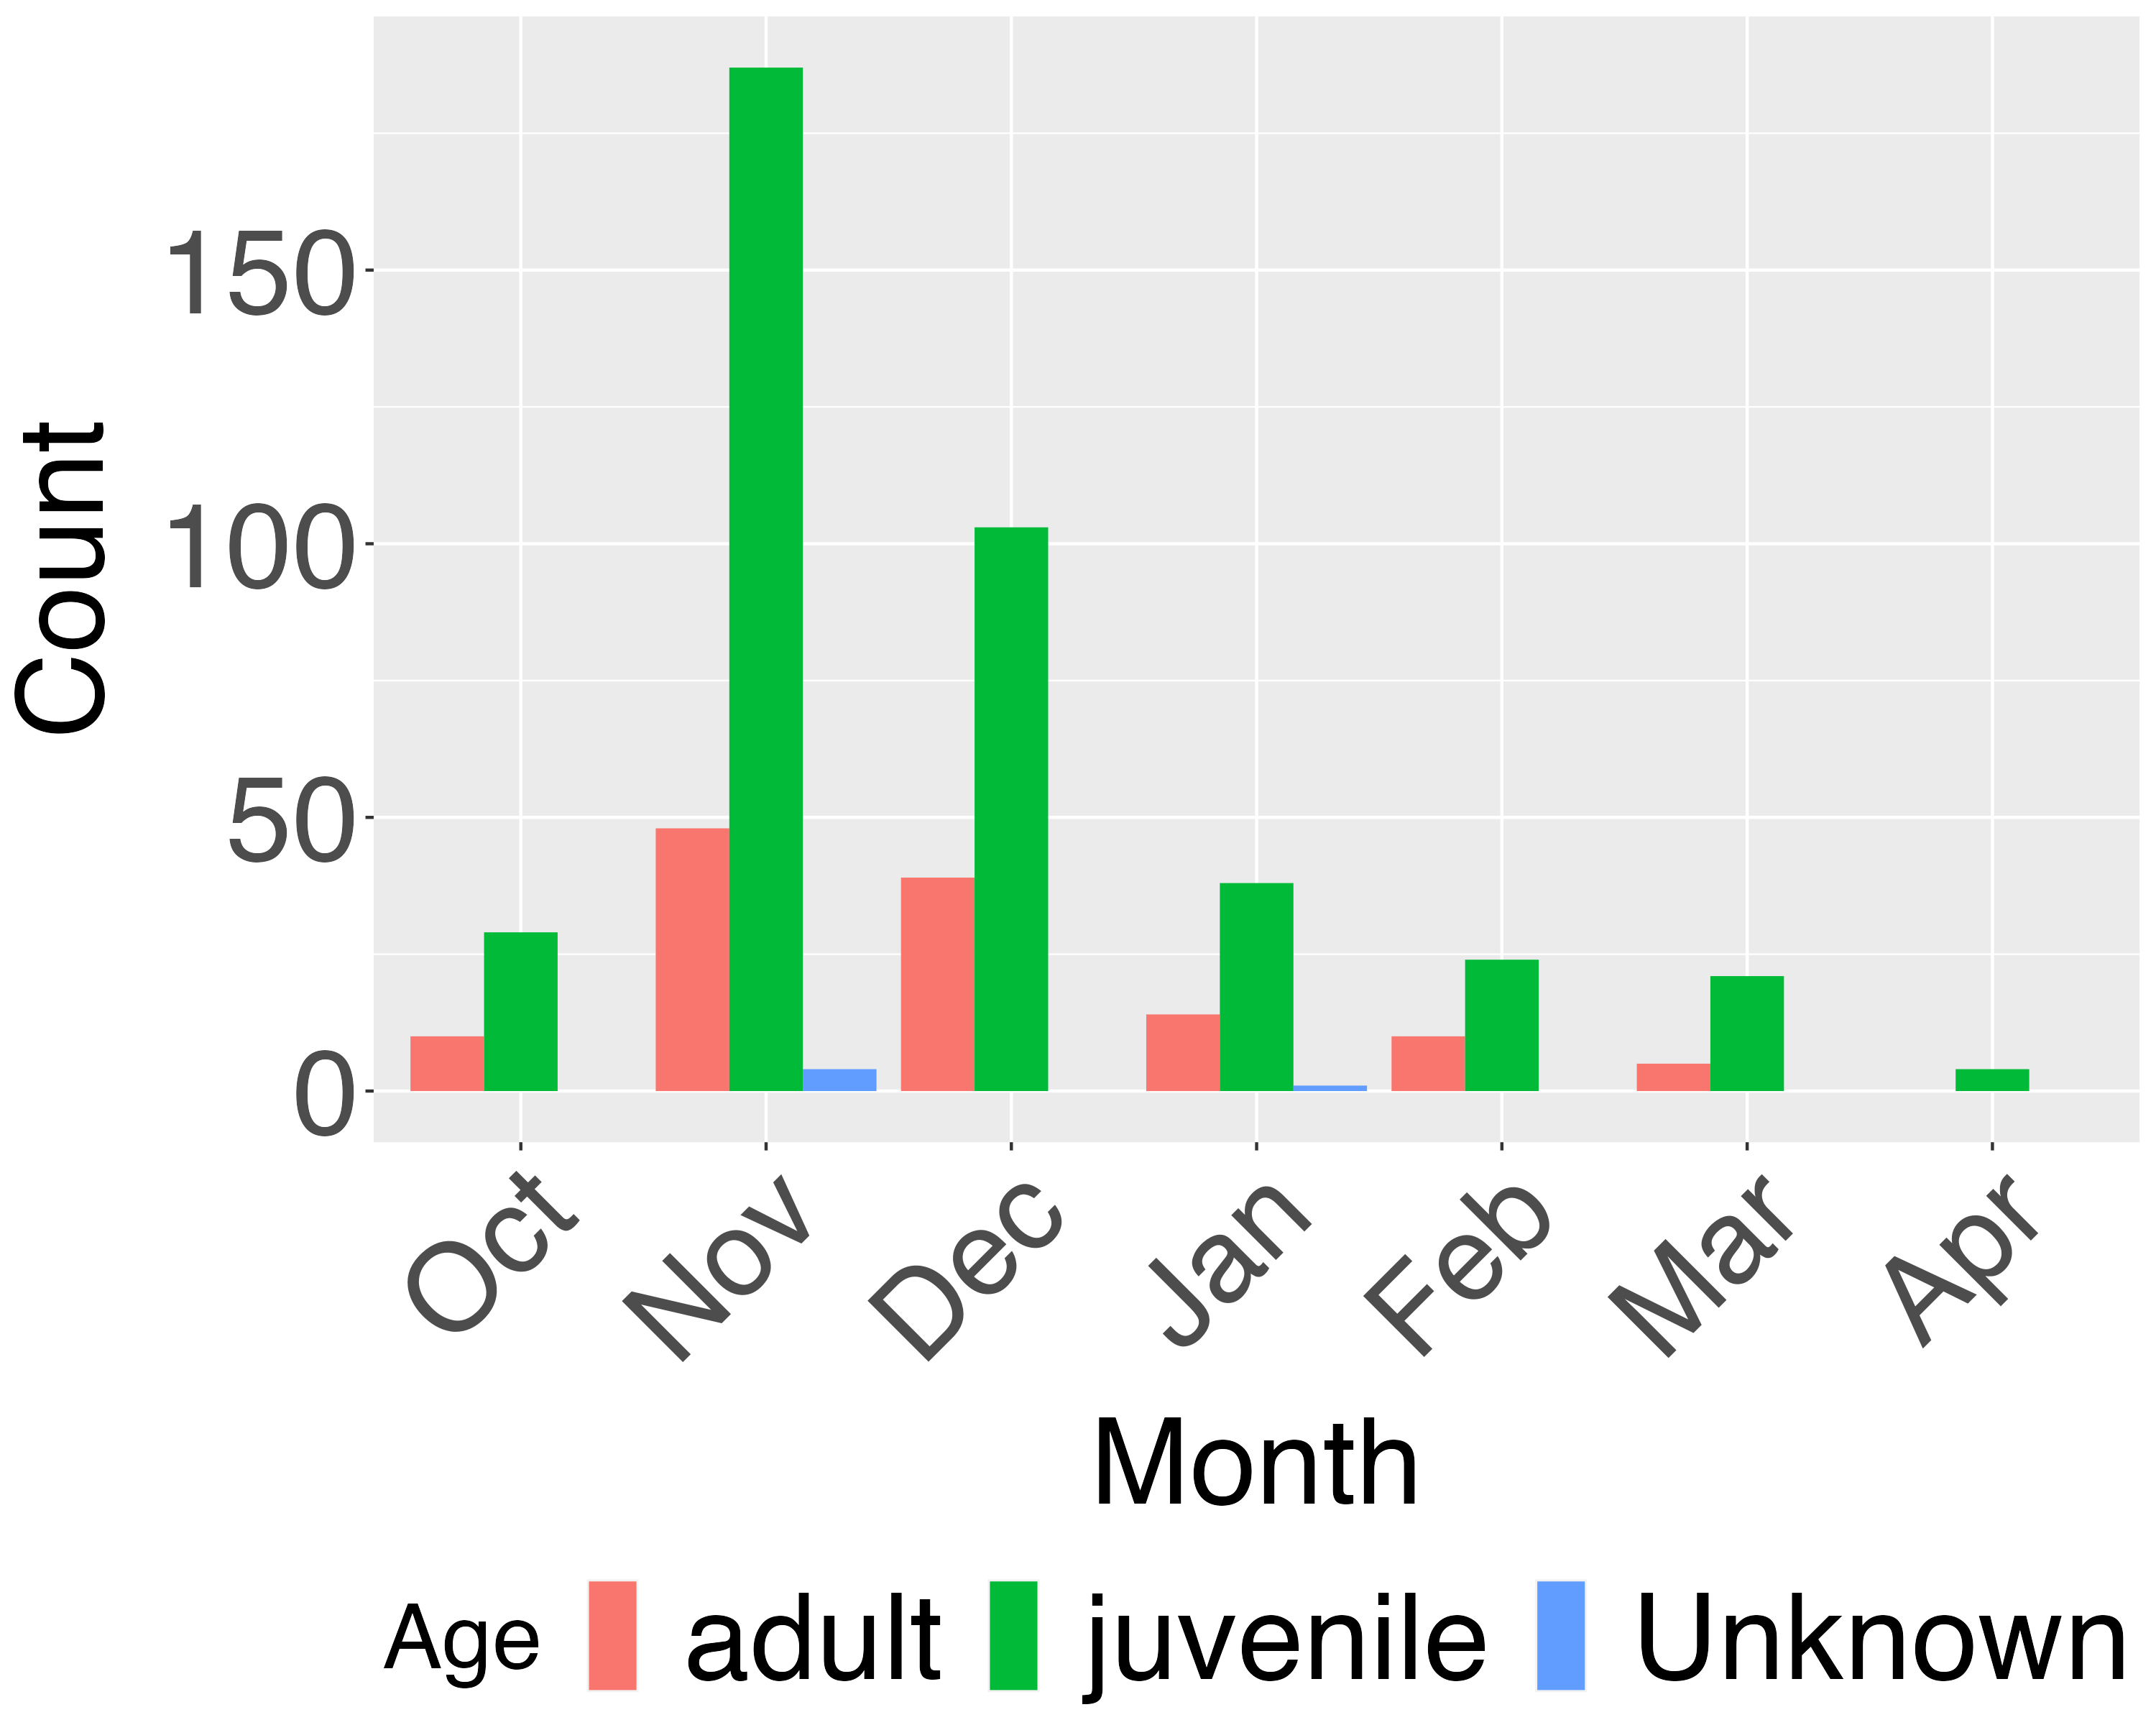 Count
150
100
50
0
Oct Nov Dec Jan Feb Mar Apr
Month
Age adult juvenile Unknown